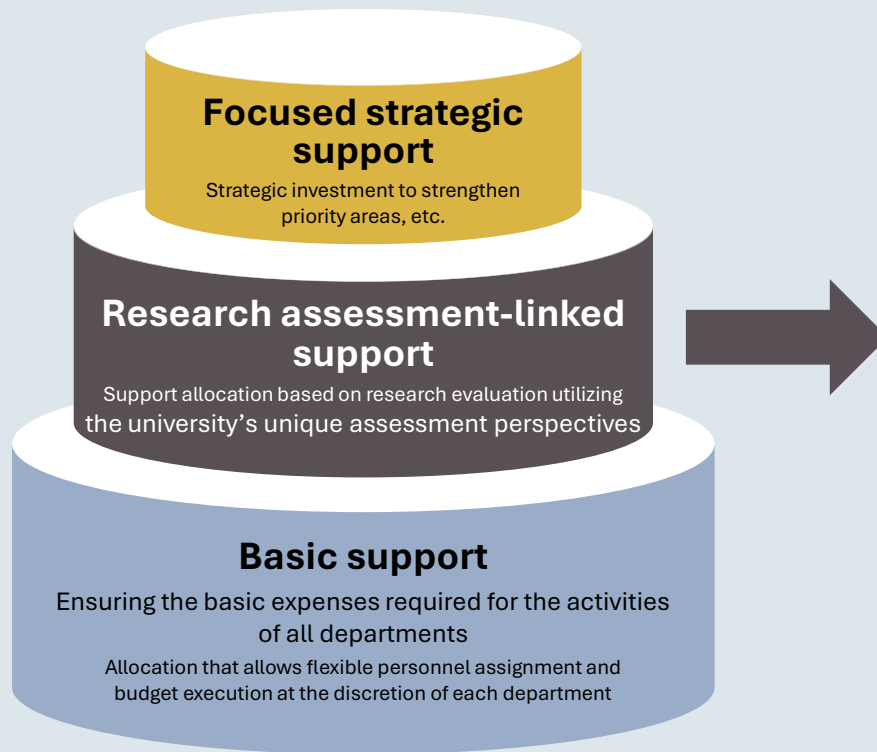 Focused strategic
support
Strategic investment to strengthen
priority areas, etc.
Research assessment-linked
support
Support allocation based on research evaluation utilizing
the university’s unique assessment perspectives
Basic support
Ensuring the basic expenses required for the activities
of all departments
Allocation that allows flexible personnel assignment and
budget execution at the discretion of each department